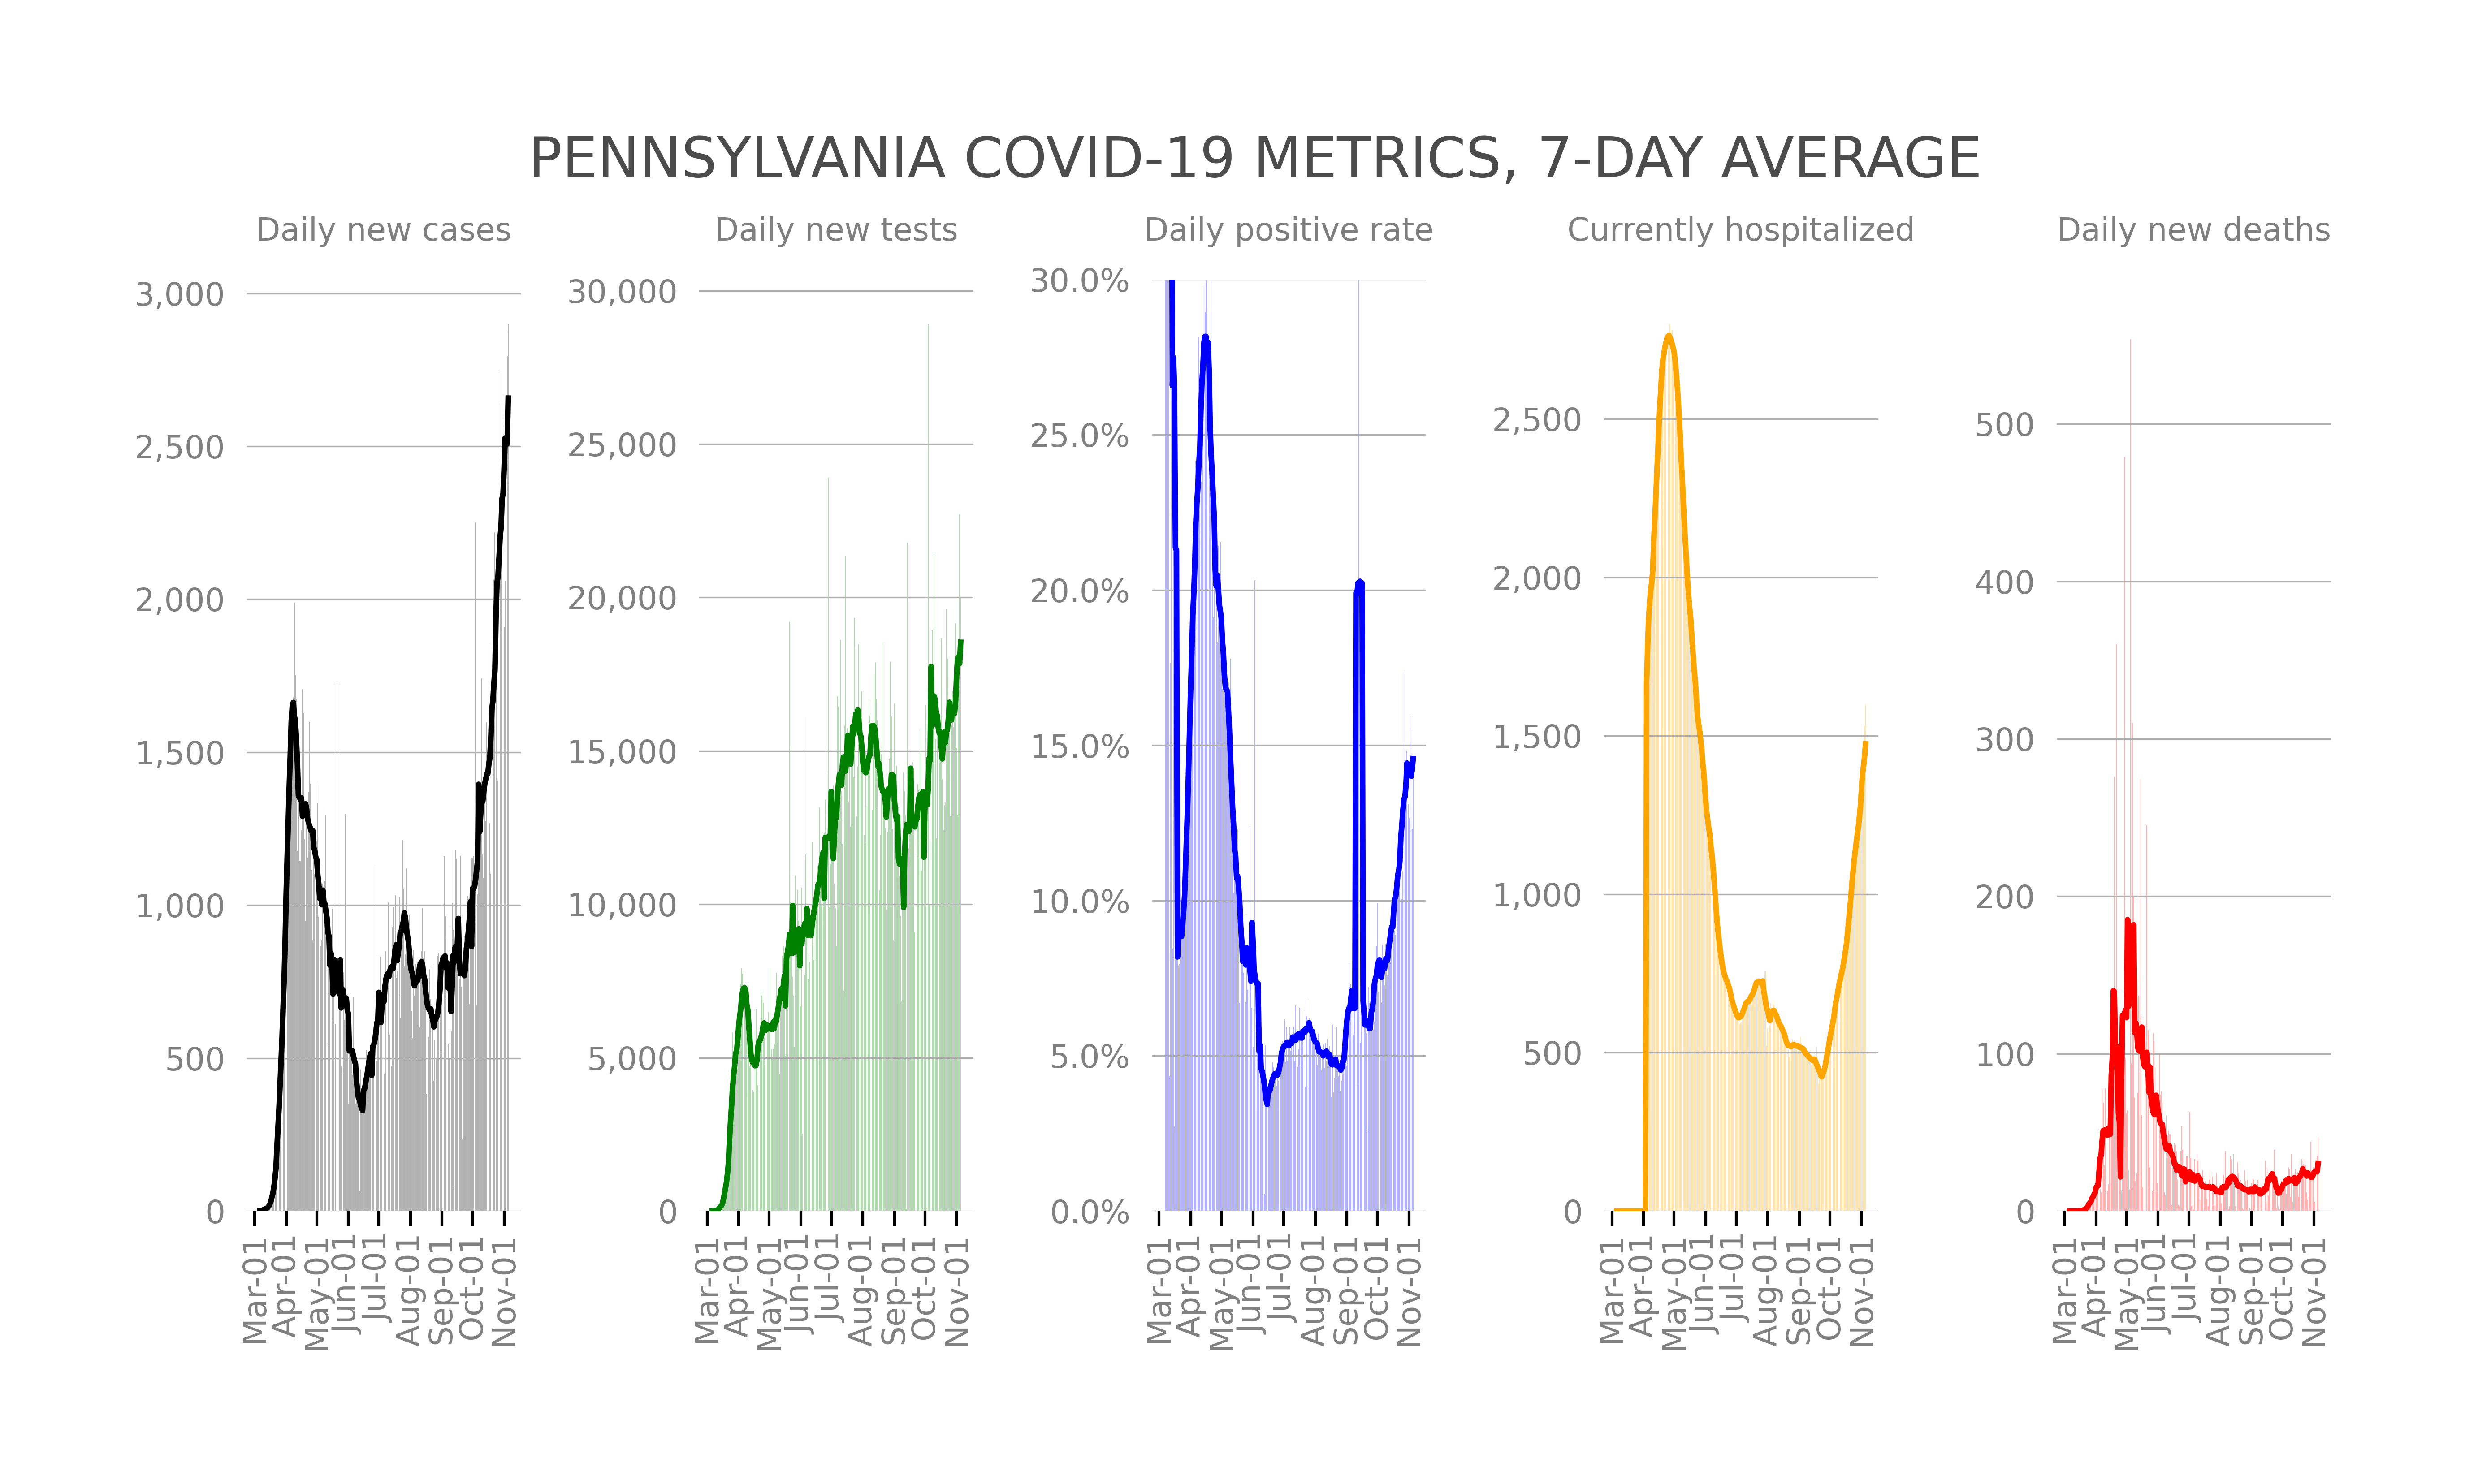 PENNSYLVANIA COVID-19 METRICS, 7-DAY AVERAGE
Daily new cases
3,000
2,500
2,000
1,500
1,000
500
0
Mar-01
Apr-01
May-01
Jun-01
Jul-01
Aug-01
Sep-01
Oct-01
Nov-01
Daily new tests
30,000
25,000
20,000
15,000
10,000
5,000
0
Mar-01
Apr-01
May-01
Jun-01
Jul-01
Aug-01
Sep-01
Oct-01
Nov-01
Daily positive rate
30.0%
25.0%
20.0%
15.0%
10.0%
5.0%
0.0%
Mar-01
Apr-01
May-01
Jun-01
Jul-01
Aug-01
Sep-01
Oct-01
Nov-01
Currently hospitalized
2,500
2,000
1,500
1,000
500
0
Mar-01
Apr-01
May-01
Jun-01
Jul-01
Aug-01
Sep-01
Oct-01
Nov-01
Daily new deaths
500
400
300
200
100
0
Mar-01
Apr-01
May-01
Jun-01
Jul-01
Aug-01
Sep-01
Oct-01
Nov-01